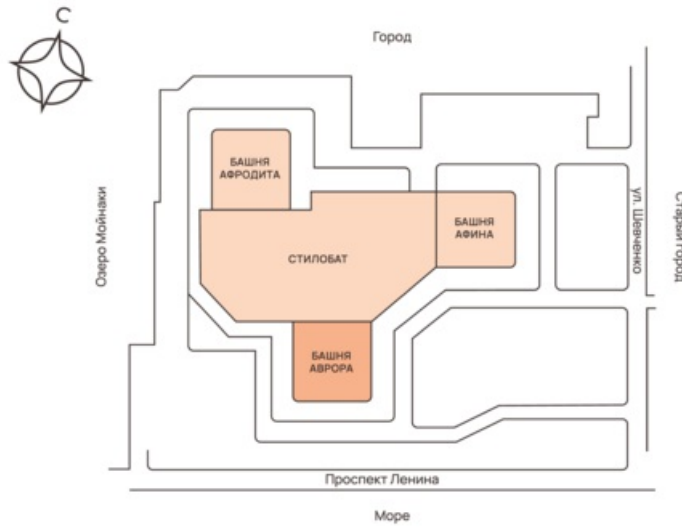 С
Город
БАШНЯ
АФРОДИТА
Озеро Мойнаки
СТИЛОБАТ
БАШНЯ
АФИНА
ул. Шевченко
Старый город
БАШНЯ
АВРОРА
Проспект Ленина
Море